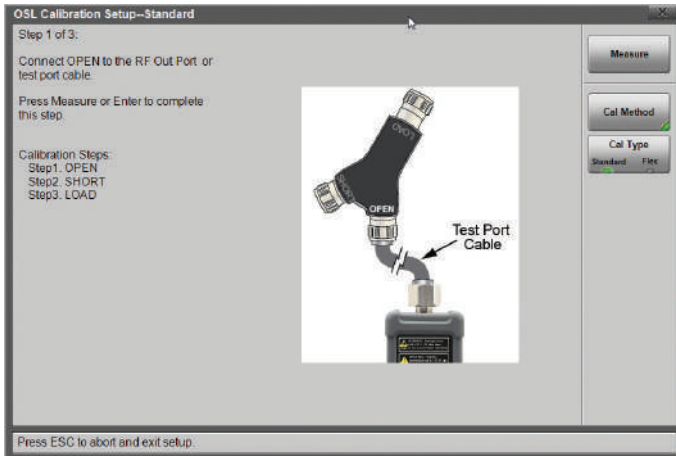 OSL Calibration Setup--Standard
Step 1 of 3:
Connect OPEN to the RF Out Port or
test port cable.
Press Measure or Enter to complete
this step.
Calibration Steps:
Step1. OPEN
Step2. SHORT
Step3. LOAD
LOAD
SHORT
OPEN
Test Port
Cable
Measure
Cal Method
Cal Type
Standard Flex
Press ESC to abort and exit setup.